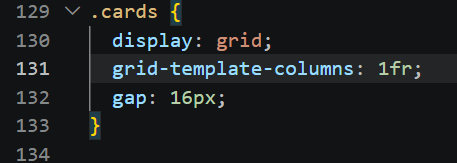 129 .cards {
130 display: grid;
131 grid-template-columns: 1fr;
132 gap: 16px;
133 }
134